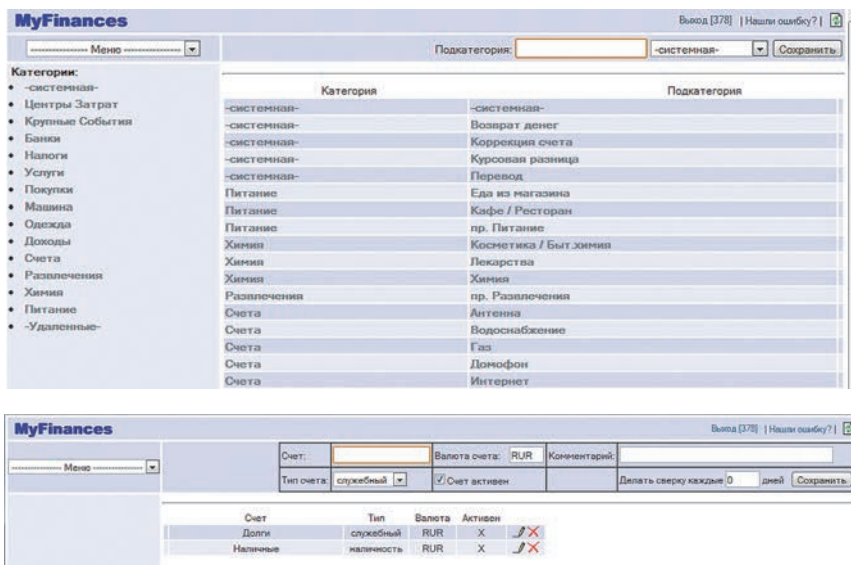 MyFinances Выход [378] | Нашли ошибку? |
---------------- Меню ---------------- Подкатегория: -системная- Сохранить
Категории:
• -системная-
• Центры Затрат
• Крупные События
• Банки
• Налоги
• Услуги
• Покупки
• Машина
• Одежда
• Доходы
• Счета
• Развлечения
• Химия
• Питание
• -Удаленные-
Категория Подкатегория
-системная- -системная-
-системная- Возврат денег
-системная- Коррекция счета
-системная- Курсовая разница
-системная- Перевод
Питание Еда из магазина
Питание Кафе / Ресторан
Питание пр. Питание
Химия Косметика / Быт.химия
Химия Лекарства
Химия Химия
Развлечения пр. Развлечения
Счета Антенна
Счета Водоснабжение
Счета Газ
Счета Домофон
Счета Интернет
MyFinances Выход [378] | Нашли ошибку? |
---------------- Меню ---------------- Счет: Валюта счета: RUR Комментарий:
Тип счета: служебный Счет активен Делать сверку каждые 0 дней Сохранить
Счет Тип Валюта Активен
Долги служебный RUR X
Наличные наличность RUR X